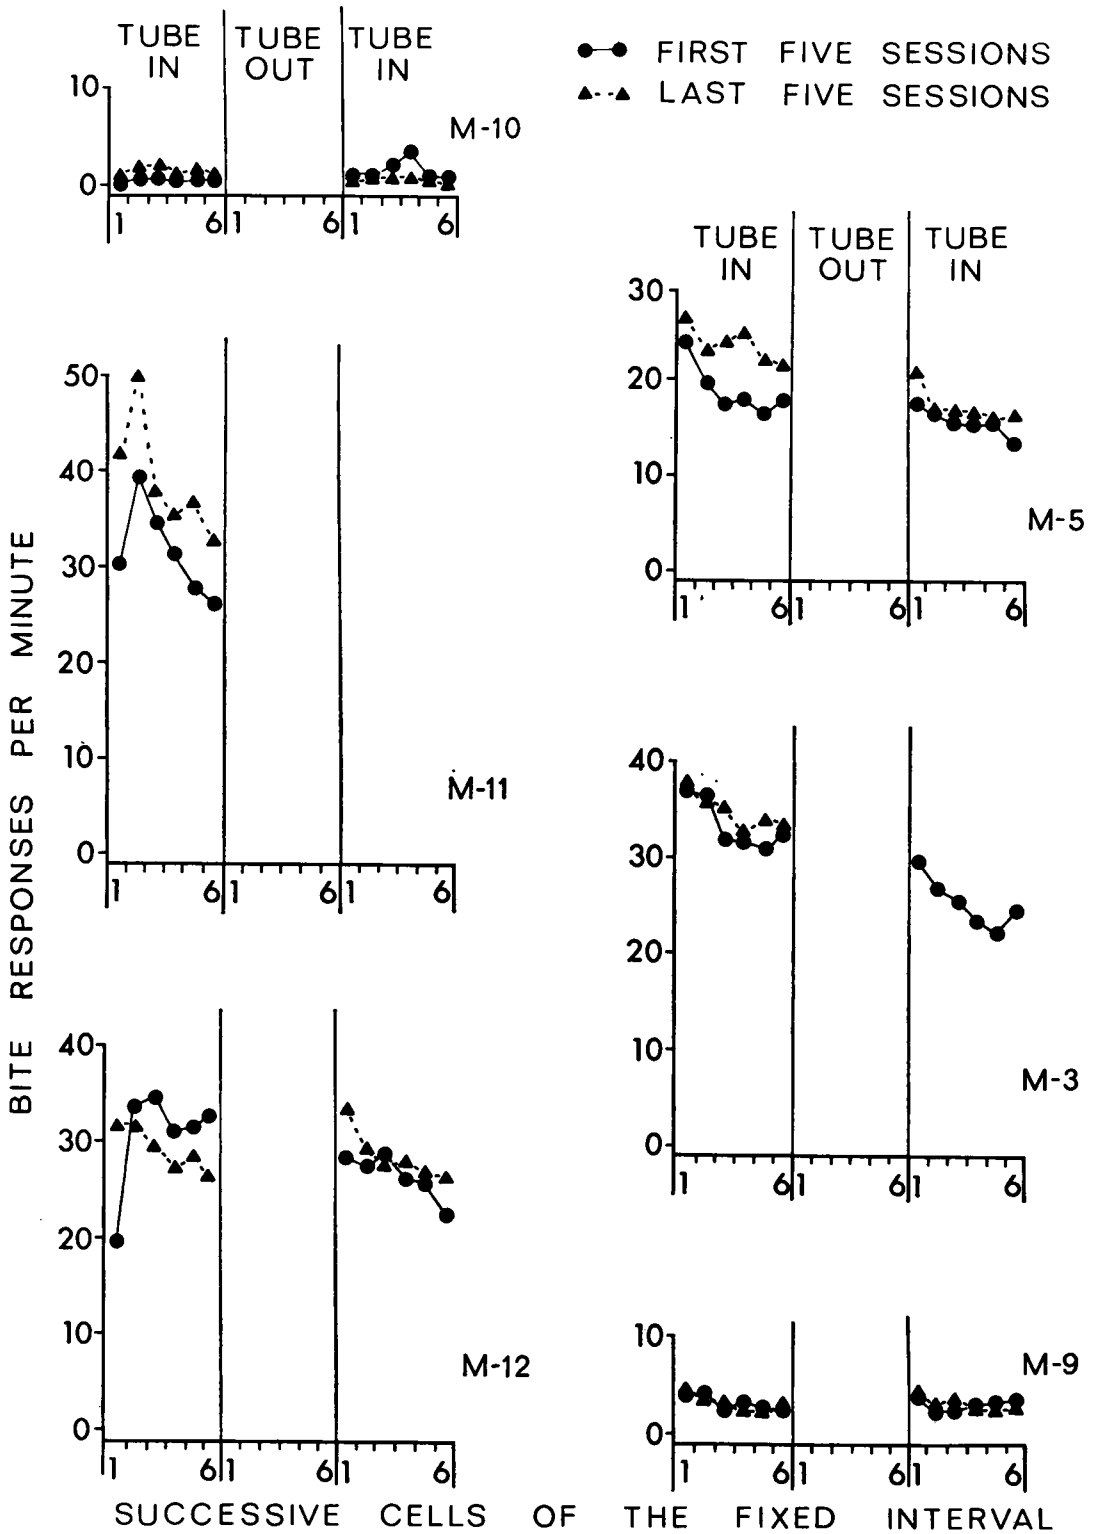 TUBE IN TUBE OUT TUBE IN
FIRST FIVE SESSIONS
LAST FIVE SESSIONS
10
0
M-10
1 6 1 6 1 6
TUBE IN TUBE OUT TUBE IN
30
20
10
0
M-5
1 6 1 6 1 6
50
40
30
20
10
0
M-11
1 6 1 6 1 6
40
30
20
10
0
M-3
1 6 1 6 1 6
40
30
20
10
0
M-12
1 6 1 6 1 6
10
0
M-9
1 6 1 6 1 6
BITE RESPONSES PER MINUTE
SUCCESSIVE CELLS OF THE FIXED INTERVAL